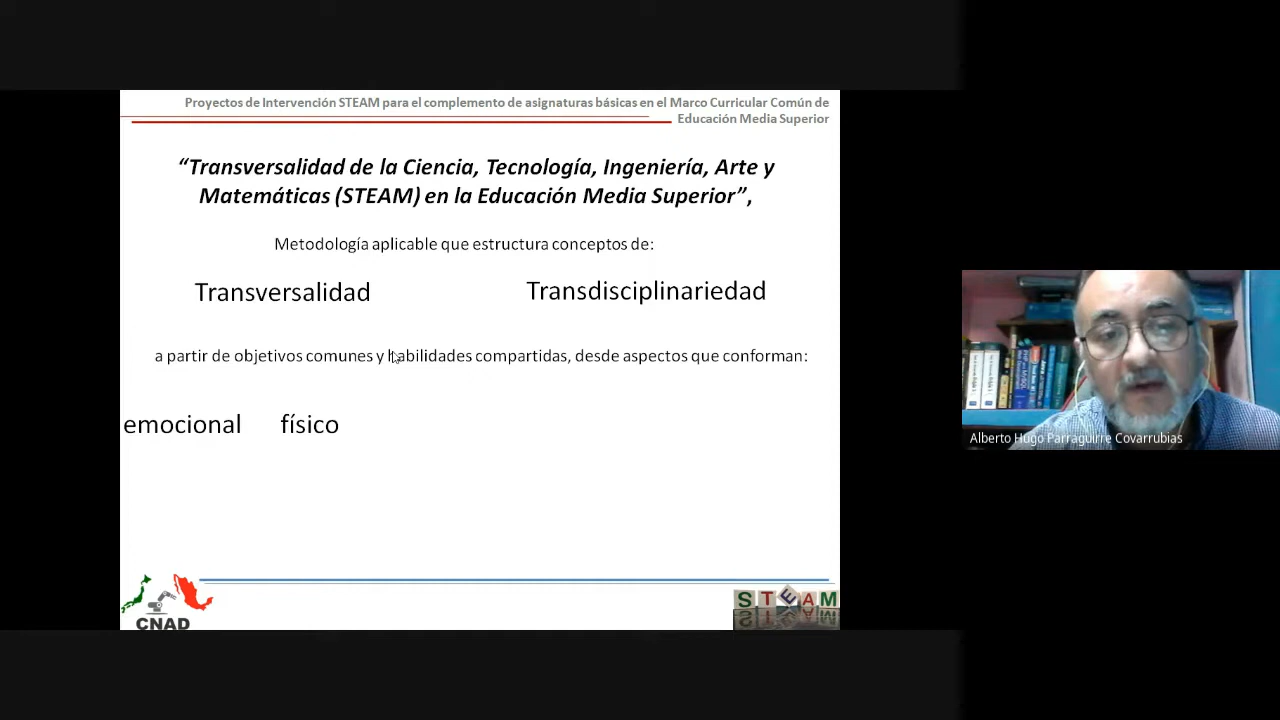 Proyectos de Intervención STEAM para el complemento de asignaturas básicas en el Marco Curricular Común de
Educación Media Superior
“Transversalidad de la Ciencia, Tecnología, Ingeniería, Arte y
Matemáticas (STEAM) en la Educación Media Superior”,
Metodología aplicable que estructura conceptos de:
Transversalidad
Transdisciplinariedad
a partir de objetivos comunes y habilidades compartidas, desde aspectos que conforman:
emocional
físico
CNAD
STEAM
Alberto Hugo Parraguirre Covarrubias